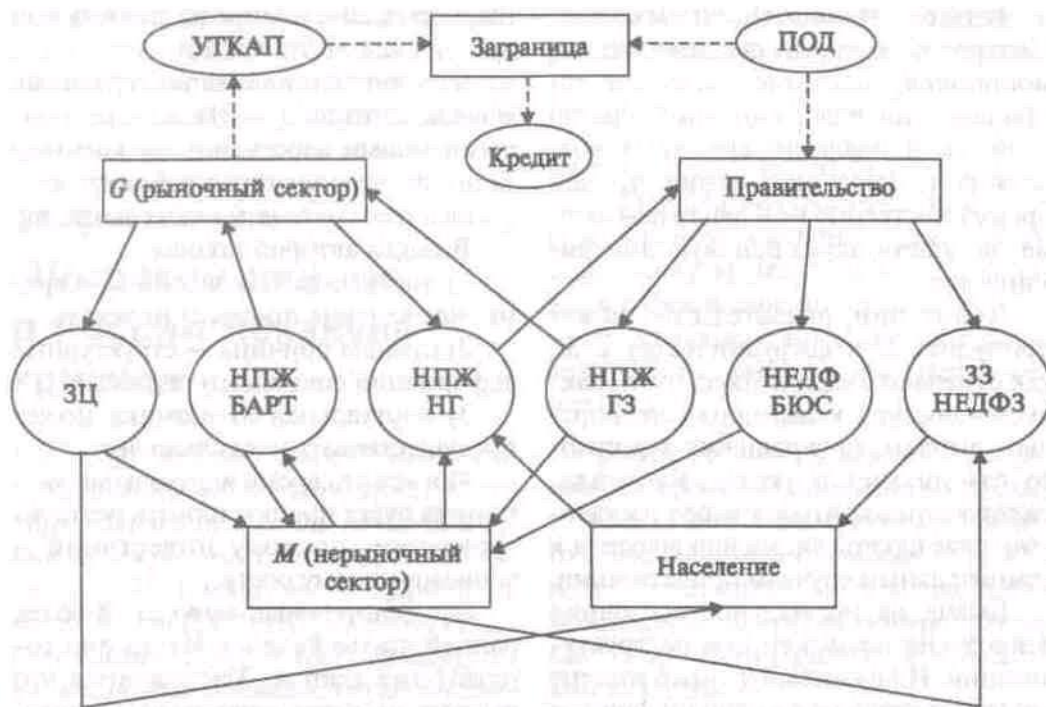 УТКАП
Заграница
ПОД
Кредит
G (рыночный сектор)
Правительство
ЗЦ
НПЖ
БАРТ
НПЖ
НГ
НПЖ
ГЗ
НЕДФ
БЮС
ЗЗ
НЕДФЗ
M (нерыночный
сектор)
Население